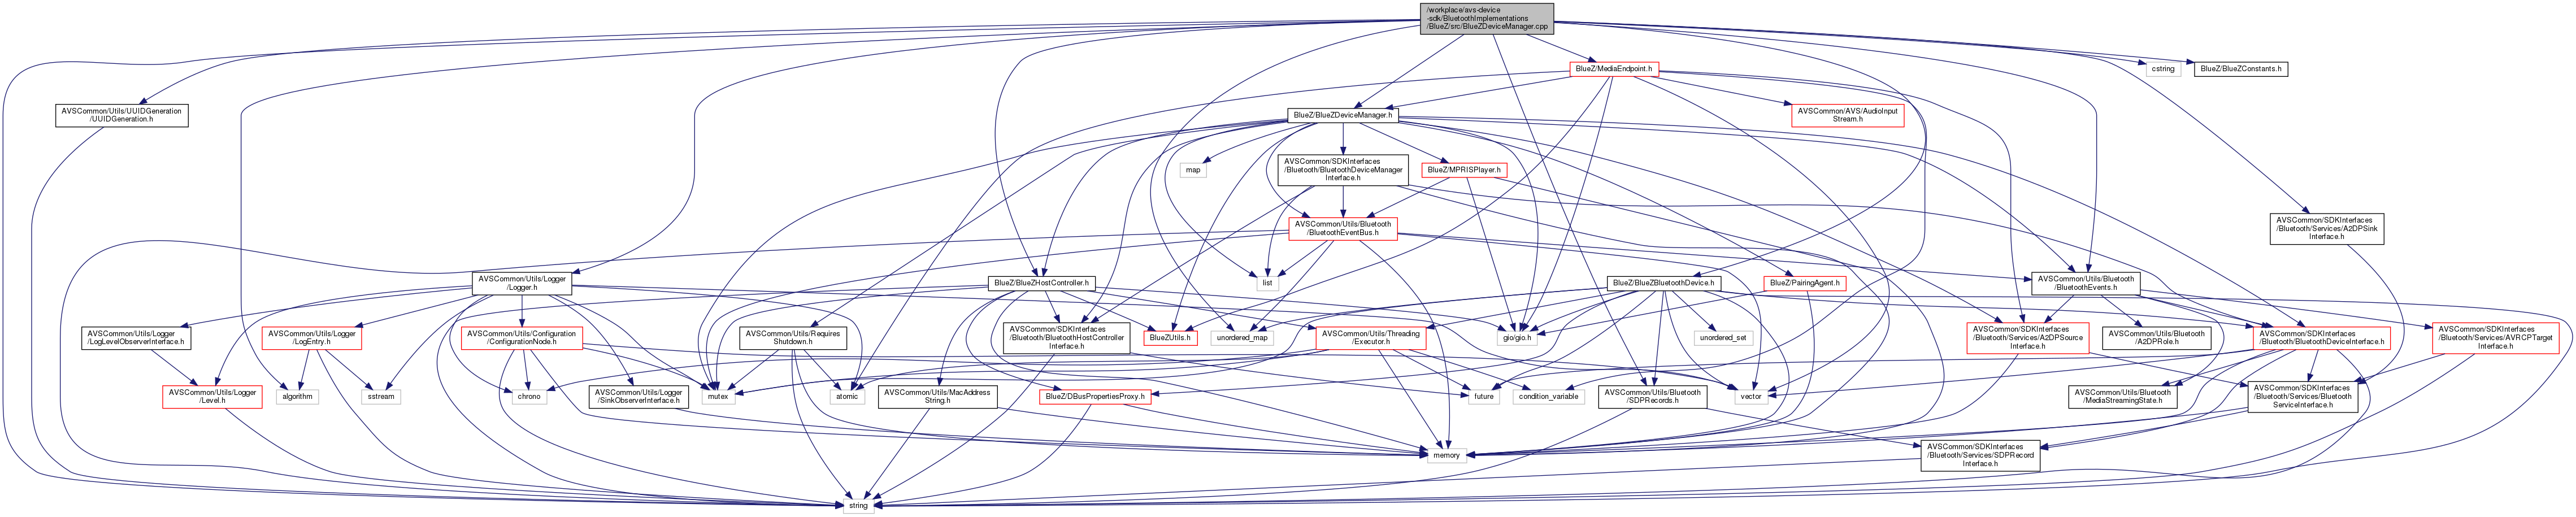 /workplace/avs-device
-sdk/BluetoothImplementations
/BlueZ/src/BlueZDeviceManager.cpp
BlueZ/MediaEndpoint.h
cstring
BlueZ/BlueZConstants.h
AVSCommon/Utils/UUIDGeneration
/UUIDGeneration.h
BlueZ/BlueZDeviceManager.h
AVSCommon/AVS/AudioInput
Stream.h
map
AVSCommon/SDKInterfaces
/Bluetooth/BluetoothDeviceManager
Interface.h
BlueZ/MPRISPlayer.h
AVSCommon/Utils/Bluetooth
/BluetoothEventBus.h
AVSCommon/SDKInterfaces
/Bluetooth/Services/A2DPSink
Interface.h
AVSCommon/Utils/Logger
/Logger.h
BlueZ/BlueZHostController.h
list
BlueZ/BlueZBluetoothDevice.h
BlueZ/PairingAgent.h
AVSCommon/Utils/Bluetooth
/BluetoothEvents.h
AVSCommon/Utils/Logger
/LogLevelObserverInterface.h
AVSCommon/Utils/Logger
/LogEntry.h
AVSCommon/Utils/Configuration
/ConfigurationNode.h
AVSCommon/Utils/Requires
Shutdown.h
AVSCommon/SDKInterfaces
/Bluetooth/BluetoothHostController
Interface.h
BlueZUtils.h
unordered_map
AVSCommon/Utils/Threading
/Executor.h
gio/gio.h
unordered_set
AVSCommon/SDKInterfaces
/Bluetooth/Services/A2DPSource
Interface.h
AVSCommon/Utils/Bluetooth
/A2DPRole.h
AVSCommon/SDKInterfaces
/Bluetooth/BluetoothDeviceInterface.h
AVSCommon/SDKInterfaces
/Bluetooth/Services/AVRCPTarget
Interface.h
AVSCommon/Utils/Logger
/Level.h
algorithm
sstream
chrono
AVSCommon/Utils/Logger
/SinkObserverInterface.h
mutex
atomic
AVSCommon/Utils/MacAddress
String.h
BlueZ/DBusPropertiesProxy.h
future
condition_variable
AVSCommon/Utils/Bluetooth
/SDPRecords.h
vector
AVSCommon/Utils/Bluetooth
/MediaStreamingState.h
AVSCommon/SDKInterfaces
/Bluetooth/Services/Bluetooth
ServiceInterface.h
memory
AVSCommon/SDKInterfaces
/Bluetooth/Services/SDPRecord
Interface.h
string